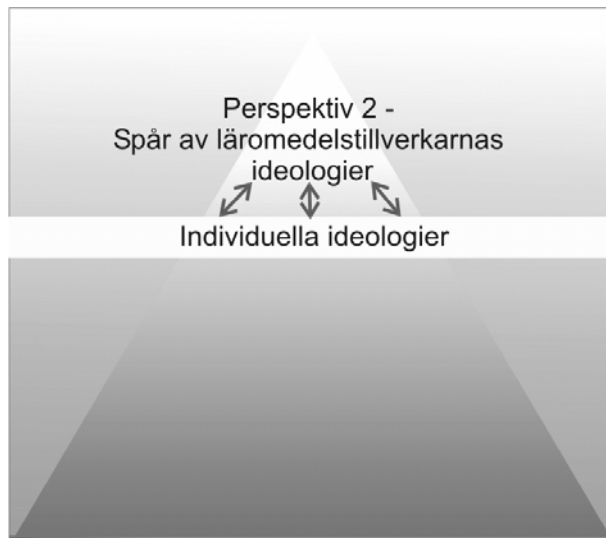 Perspektiv 2 -
Spår av läromedelstillverkarnas
ideologier
Individuella ideologier